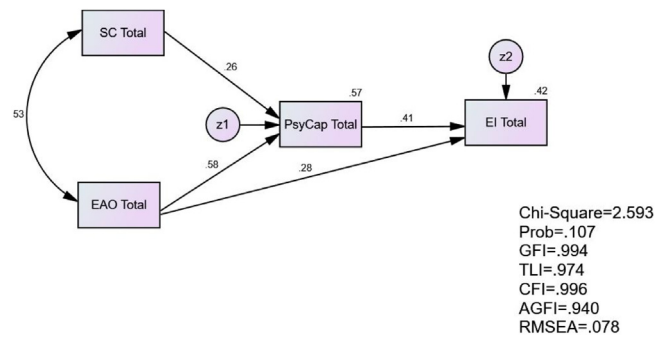 SC Total
z2
.26
.57
.42
53
z1
PsyCap Total
.41
EI Total
.58
.28
EAO Total
Chi-Square=2.593
Prob=.107
GFI=.994
TLI=.974
CFI=.996
AGFI=.940
RMSEA=.078